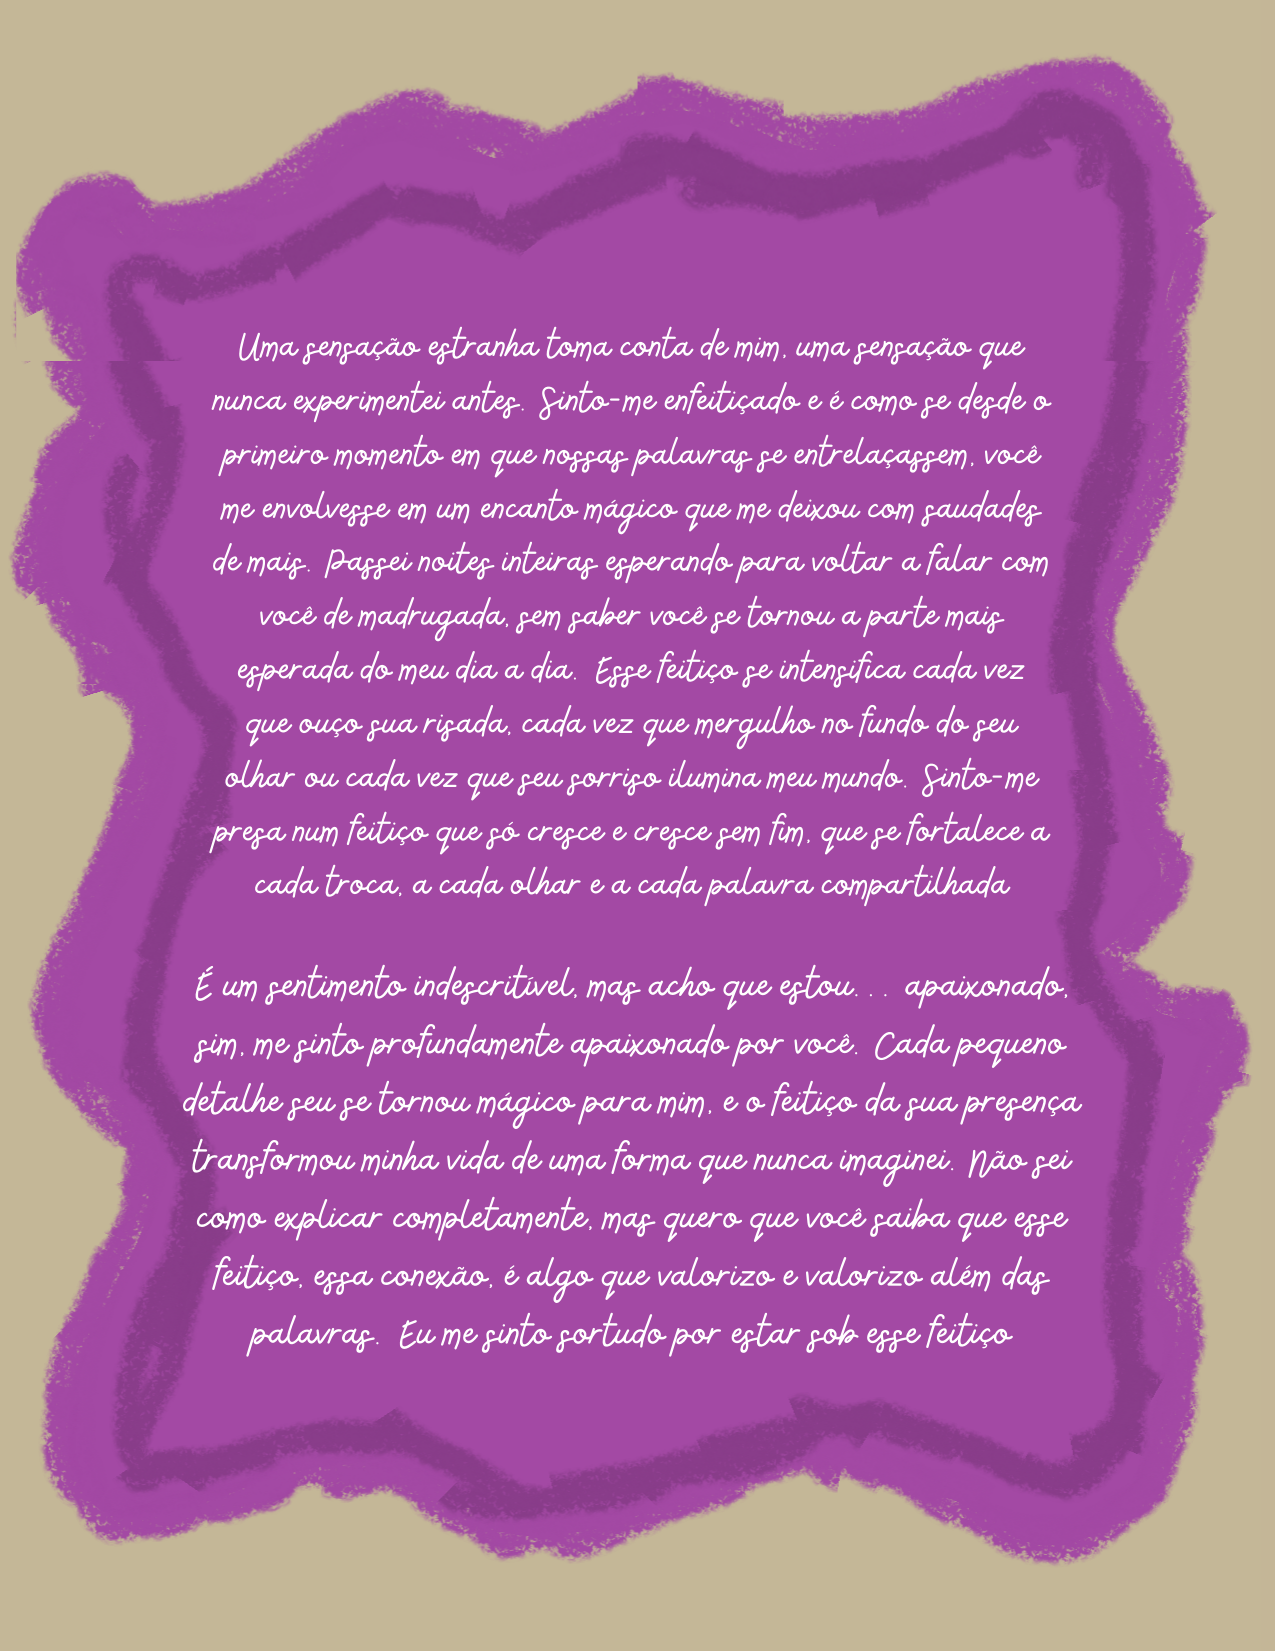 Uma sensação estranha toma conta de mim, uma sensação que
nunca experimentei antes. Sinto-me enfeitiçado e é como se desde o
primeiro momento em que nossas palavras se entrelaçassem, você
me envolvesse em um encanto mágico que me deixou com saudades
de mais. Passei noites inteiras esperando para voltar a falar com
você de madrugada, sem saber você se tornou a parte mais
esperada do meu dia a dia. Esse feitiço se intensifica cada vez
que ouço sua risada, cada vez que mergulho no fundo do seu
olhar ou cada vez que seu sorriso ilumina meu mundo. Sinto-me
presa num feitiço que só cresce e cresce sem fim, que se fortalece a
cada troca, a cada olhar e a cada palavra compartilhada
É um sentimento indescritível, mas acho que estou... apaixonado,
sim, me sinto profundamente apaixonado por você. Cada pequeno
detalhe seu se tornou mágico para mim, e o feitiço da sua presença
transformou minha vida de uma forma que nunca imaginei. Não sei
como explicar completamente, mas quero que você saiba que esse
feitiço, essa conexão, é algo que valorizo e valorizo além das
palavras. Eu me sinto sortudo por estar sob esse feitiço